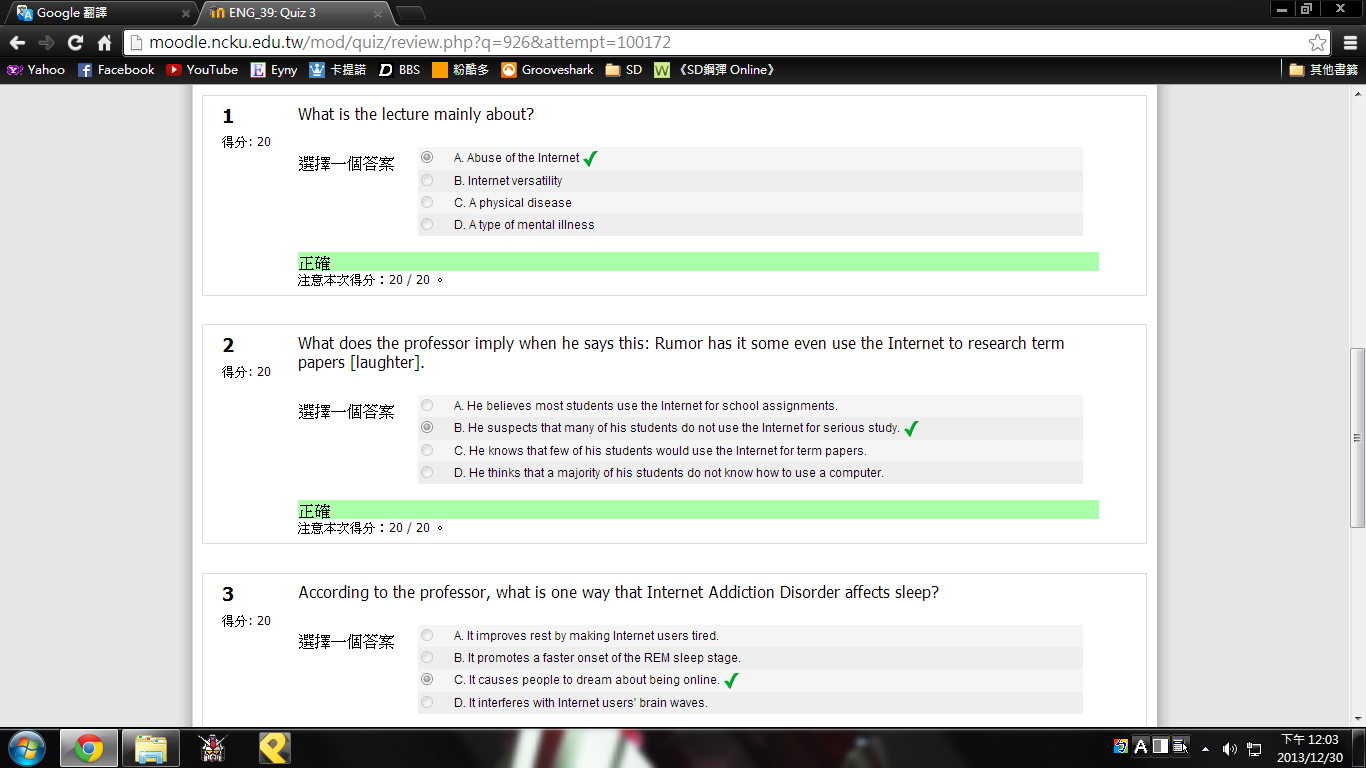 Google 翻譯
ENG_39: Quiz 3
moodle.ncku.edu.tw/mod/quiz/review.php?q=926&attempt=100172
Yahoo Facebook YouTube Eyny 卡提諾 BBS 粉酷多 Grooveshark SD 《SD鋼彈 Online》 其他書籤
1 What is the lecture mainly about?
得分: 20
選擇一個答案
A. Abuse of the Internet
B. Internet versatility
C. A physical disease
D. A type of mental illness
正確
注意本次得分：20 / 20 。
2 What does the professor imply when he says this: Rumor has it some even use the Internet to research term
papers [laughter].
得分: 20
選擇一個答案
A. He believes most students use the Internet for school assignments.
B. He suspects that many of his students do not use the Internet for serious study.
C. He knows that few of his students would use the Internet for term papers.
D. He thinks that a majority of his students do not know how to use a computer.
正確
注意本次得分：20 / 20 。
3 According to the professor, what is one way that Internet Addiction Disorder affects sleep?
得分: 20
選擇一個答案
A. It improves rest by making Internet users tired.
B. It promotes a faster onset of the REM sleep stage.
C. It causes people to dream about being online.
D. It interferes with Internet users' brain waves.
下午 12:03
2013/12/30